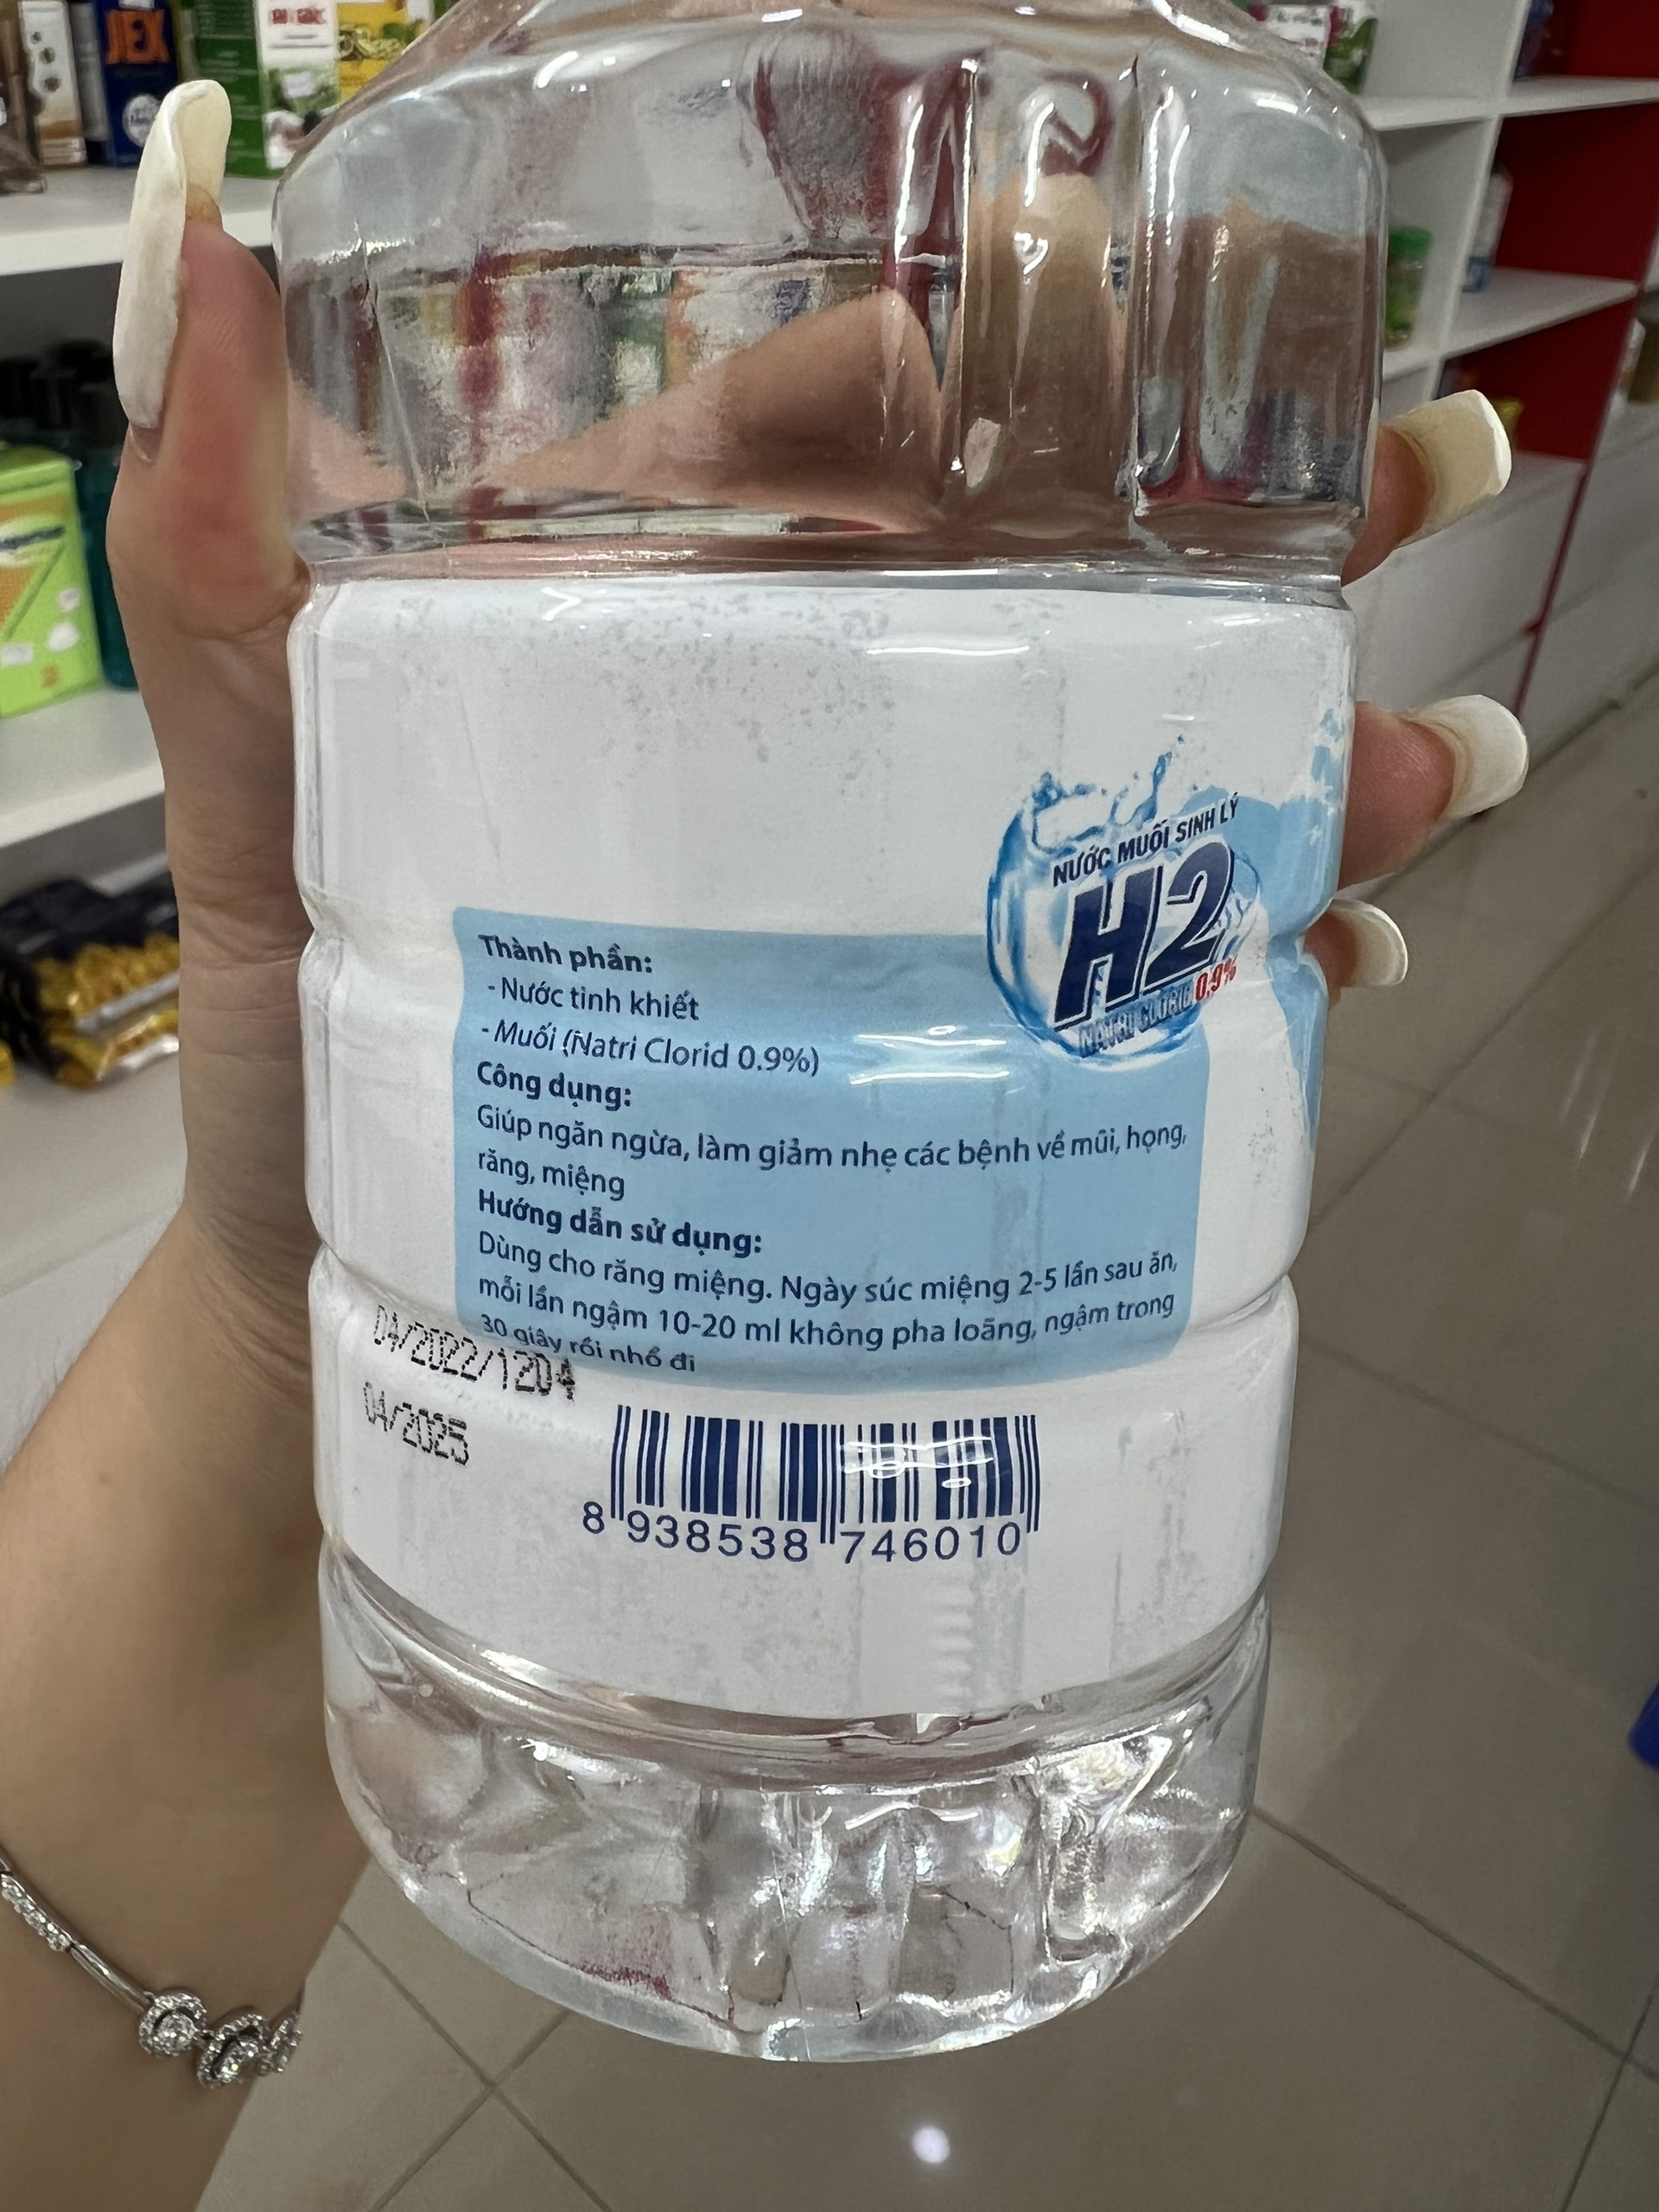 JEX
NƯỚC MUỐI SINH LÝ
H2
NATRI CLORID 0.9%
Thành phần:
- Nước tinh khiết
- Muối (Natri Clorid 0.9%)
Công dụng:
Giúp ngăn ngừa, làm giảm nhẹ các bệnh về mũi, họng,
răng, miệng
Hướng dẫn sử dụng:
Dùng cho răng miệng. Ngày súc miệng 2-5 lần sau ăn,
mỗi lần ngậm 10-20 ml không pha loãng, ngậm trong
30 giây rồi nhổ đi
04/2022/1204
04/2025
8 938538 746010